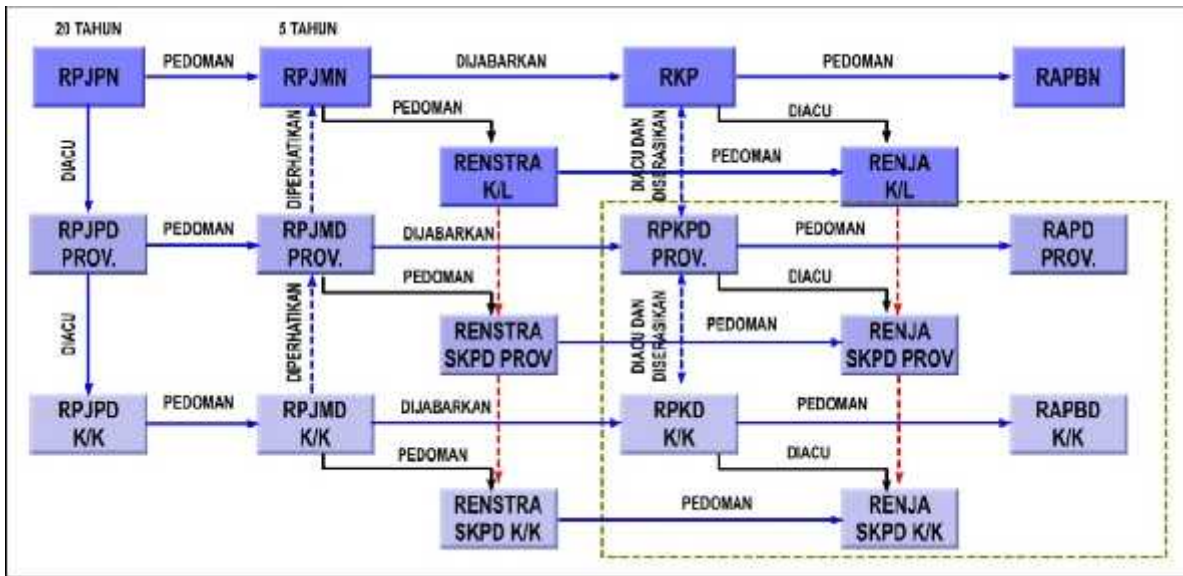 20 TAHUN
5 TAHUN
RPJPN
PEDOMAN
RPJMN
DIJABARKAN
RKP
PEDOMAN
RAPBN
DIACU
DIPERHATIKAN
PEDOMAN
RENSTRA
K/L
DIACU DAN
DISERASIKAN
PEDOMAN
DIACU
RENJA
K/L
RPJPD
PROV.
PEDOMAN
RPJMD
PROV.
DIJABARKAN
RPKPD
PROV.
PEDOMAN
RAPD
PROV.
DIACU
DIPERHATIKAN
PEDOMAN
RENSTRA
SKPD PROV
DIACU DAN
DISERASIKAN
PEDOMAN
DIACU
RENJA
SKPD PROV
RPJPD
K/K
PEDOMAN
RPJMD
K/K
DIJABARKAN
RPKD
K/K
PEDOMAN
RAPBD
K/K
PEDOMAN
RENSTRA
SKPD K/K
PEDOMAN
DIACU
RENJA
SKPD K/K